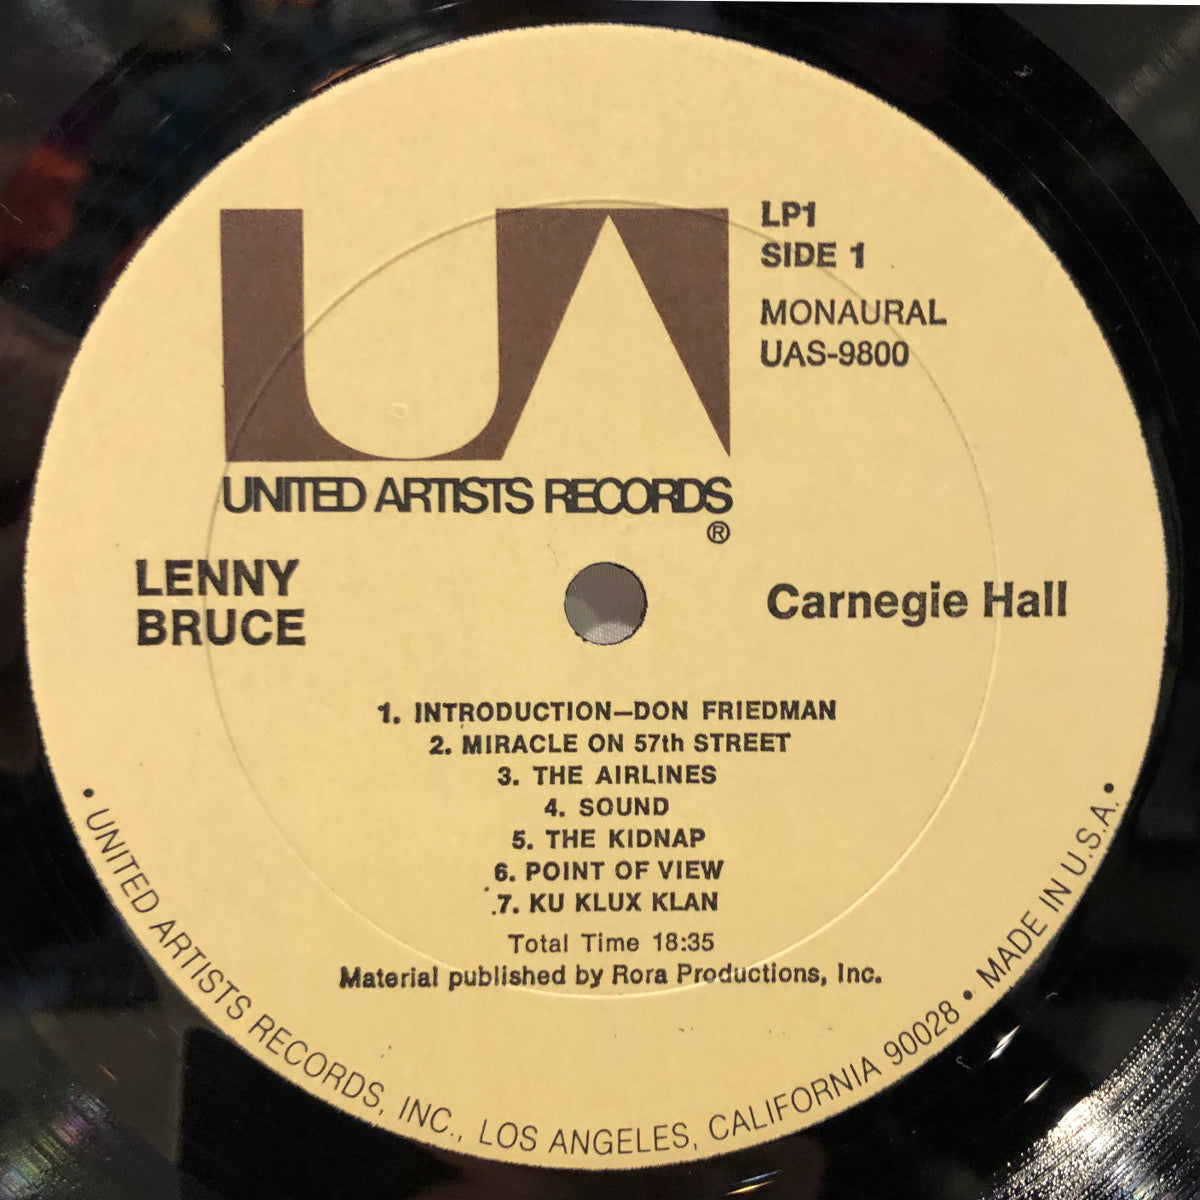 UA
LP1
SIDE 1
MONAURAL
UAS-9800
UNITED ARTISTS RECORDS
®
LENNY
BRUCE
Carnegie Hall
1. INTRODUCTION—DON FRIEDMAN
2. MIRACLE ON 57th STREET
3. THE AIRLINES
4. SOUND
5. THE KIDNAP
6. POINT OF VIEW
7. KU KLUX KLAN
Total Time 18:35
Material published by Rora Productions, Inc.
• UNITED ARTISTS RECORDS, INC., LOS ANGELES, CALIFORNIA 90028 • MADE IN U.S.A. •